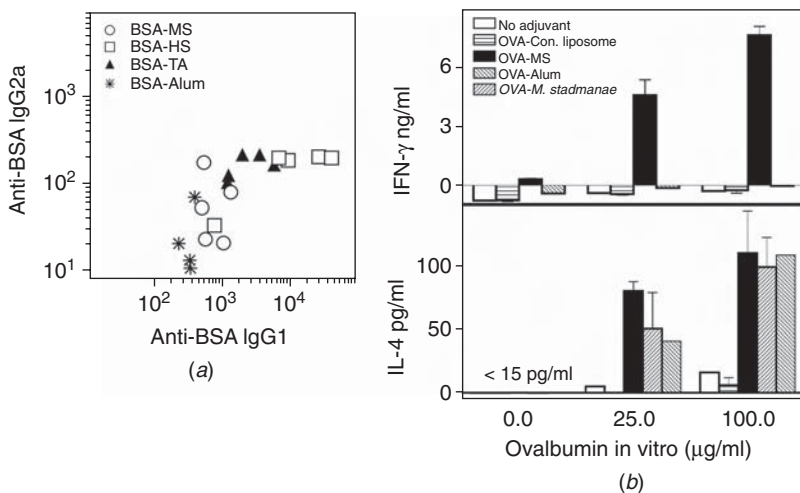 (a)
BSA-MS
BSA-HS
BSA-TA
BSA-Alum
Anti-BSA IgG2a
10³
10²
10¹
10² 10³ 10⁴
Anti-BSA IgG1
(a)
(b)
No adjuvant
OVA-Con. liposome
OVA-MS
OVA-Alum
OVA-M. stadmanae
IFN-γ ng/ml
6
3
0
IL-4 pg/ml
100
50
0
< 15 pg/ml
0.0 25.0 100.0
Ovalbumin in vitro (μg/ml)
(b)